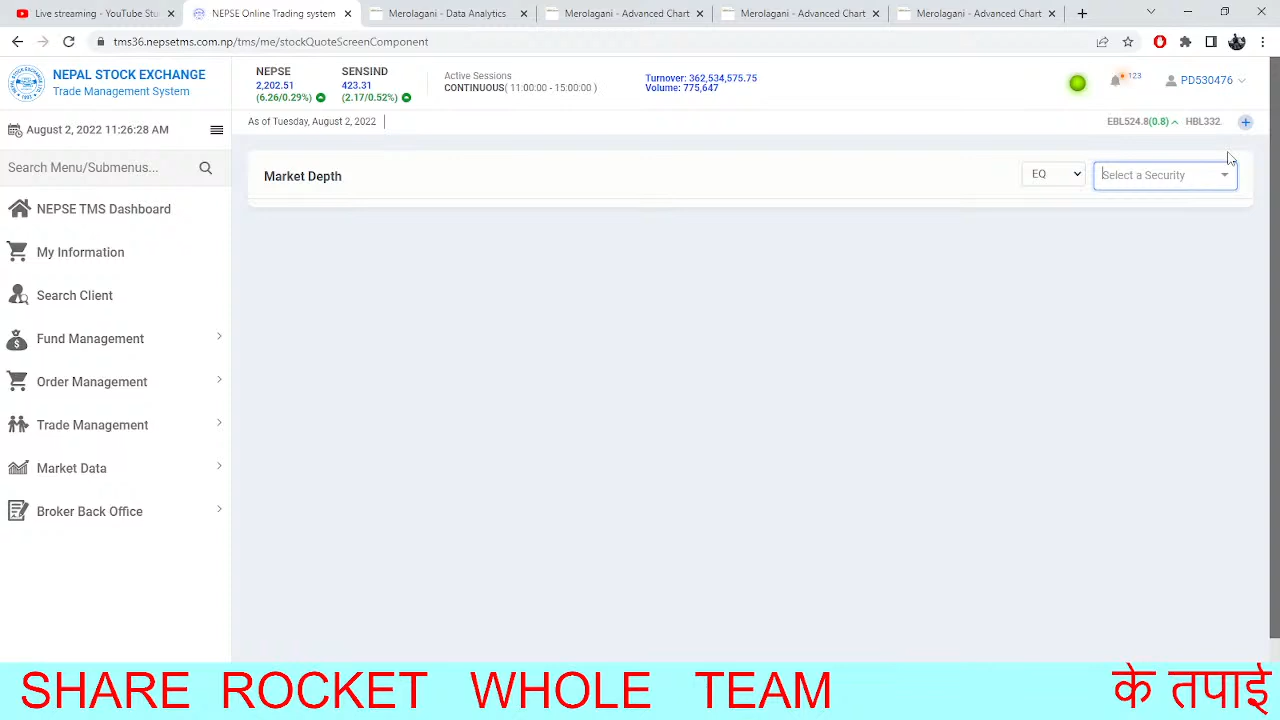 Live streaming - YouTube Stu
NEPSE Online Trading system
Merolagani - Data Analytics
Merolagani - Advanced Chart
Merolagani - Advanced Chart
Merolagani - Advanced Chart
tms36.nepsetms.com.np/tms/me/stockQuoteScreenComponent
NEPAL STOCK EXCHANGE
Trade Management System
NEPSE
2,202.51
(6.26/0.29%)
SENSIND
423.31
(2.17/0.52%)
Active Sessions
CONTINUOUS( 11:00:00 - 15:00:00 )
Turnover: 362,534,575.75
Volume: 775,647
123
PD530476
August 2, 2022 11:26:28 AM
As of Tuesday, August 2, 2022
EBL524.8(0.8) HBL332
Search Menu/Submenus...
Market Depth
EQ
Select a Security
NEPSE TMS Dashboard
My Information
Search Client
Fund Management
Order Management
Trade Management
Market Data
Broker Back Office
SHARE ROCKET WHOLE TEAM के तपाई